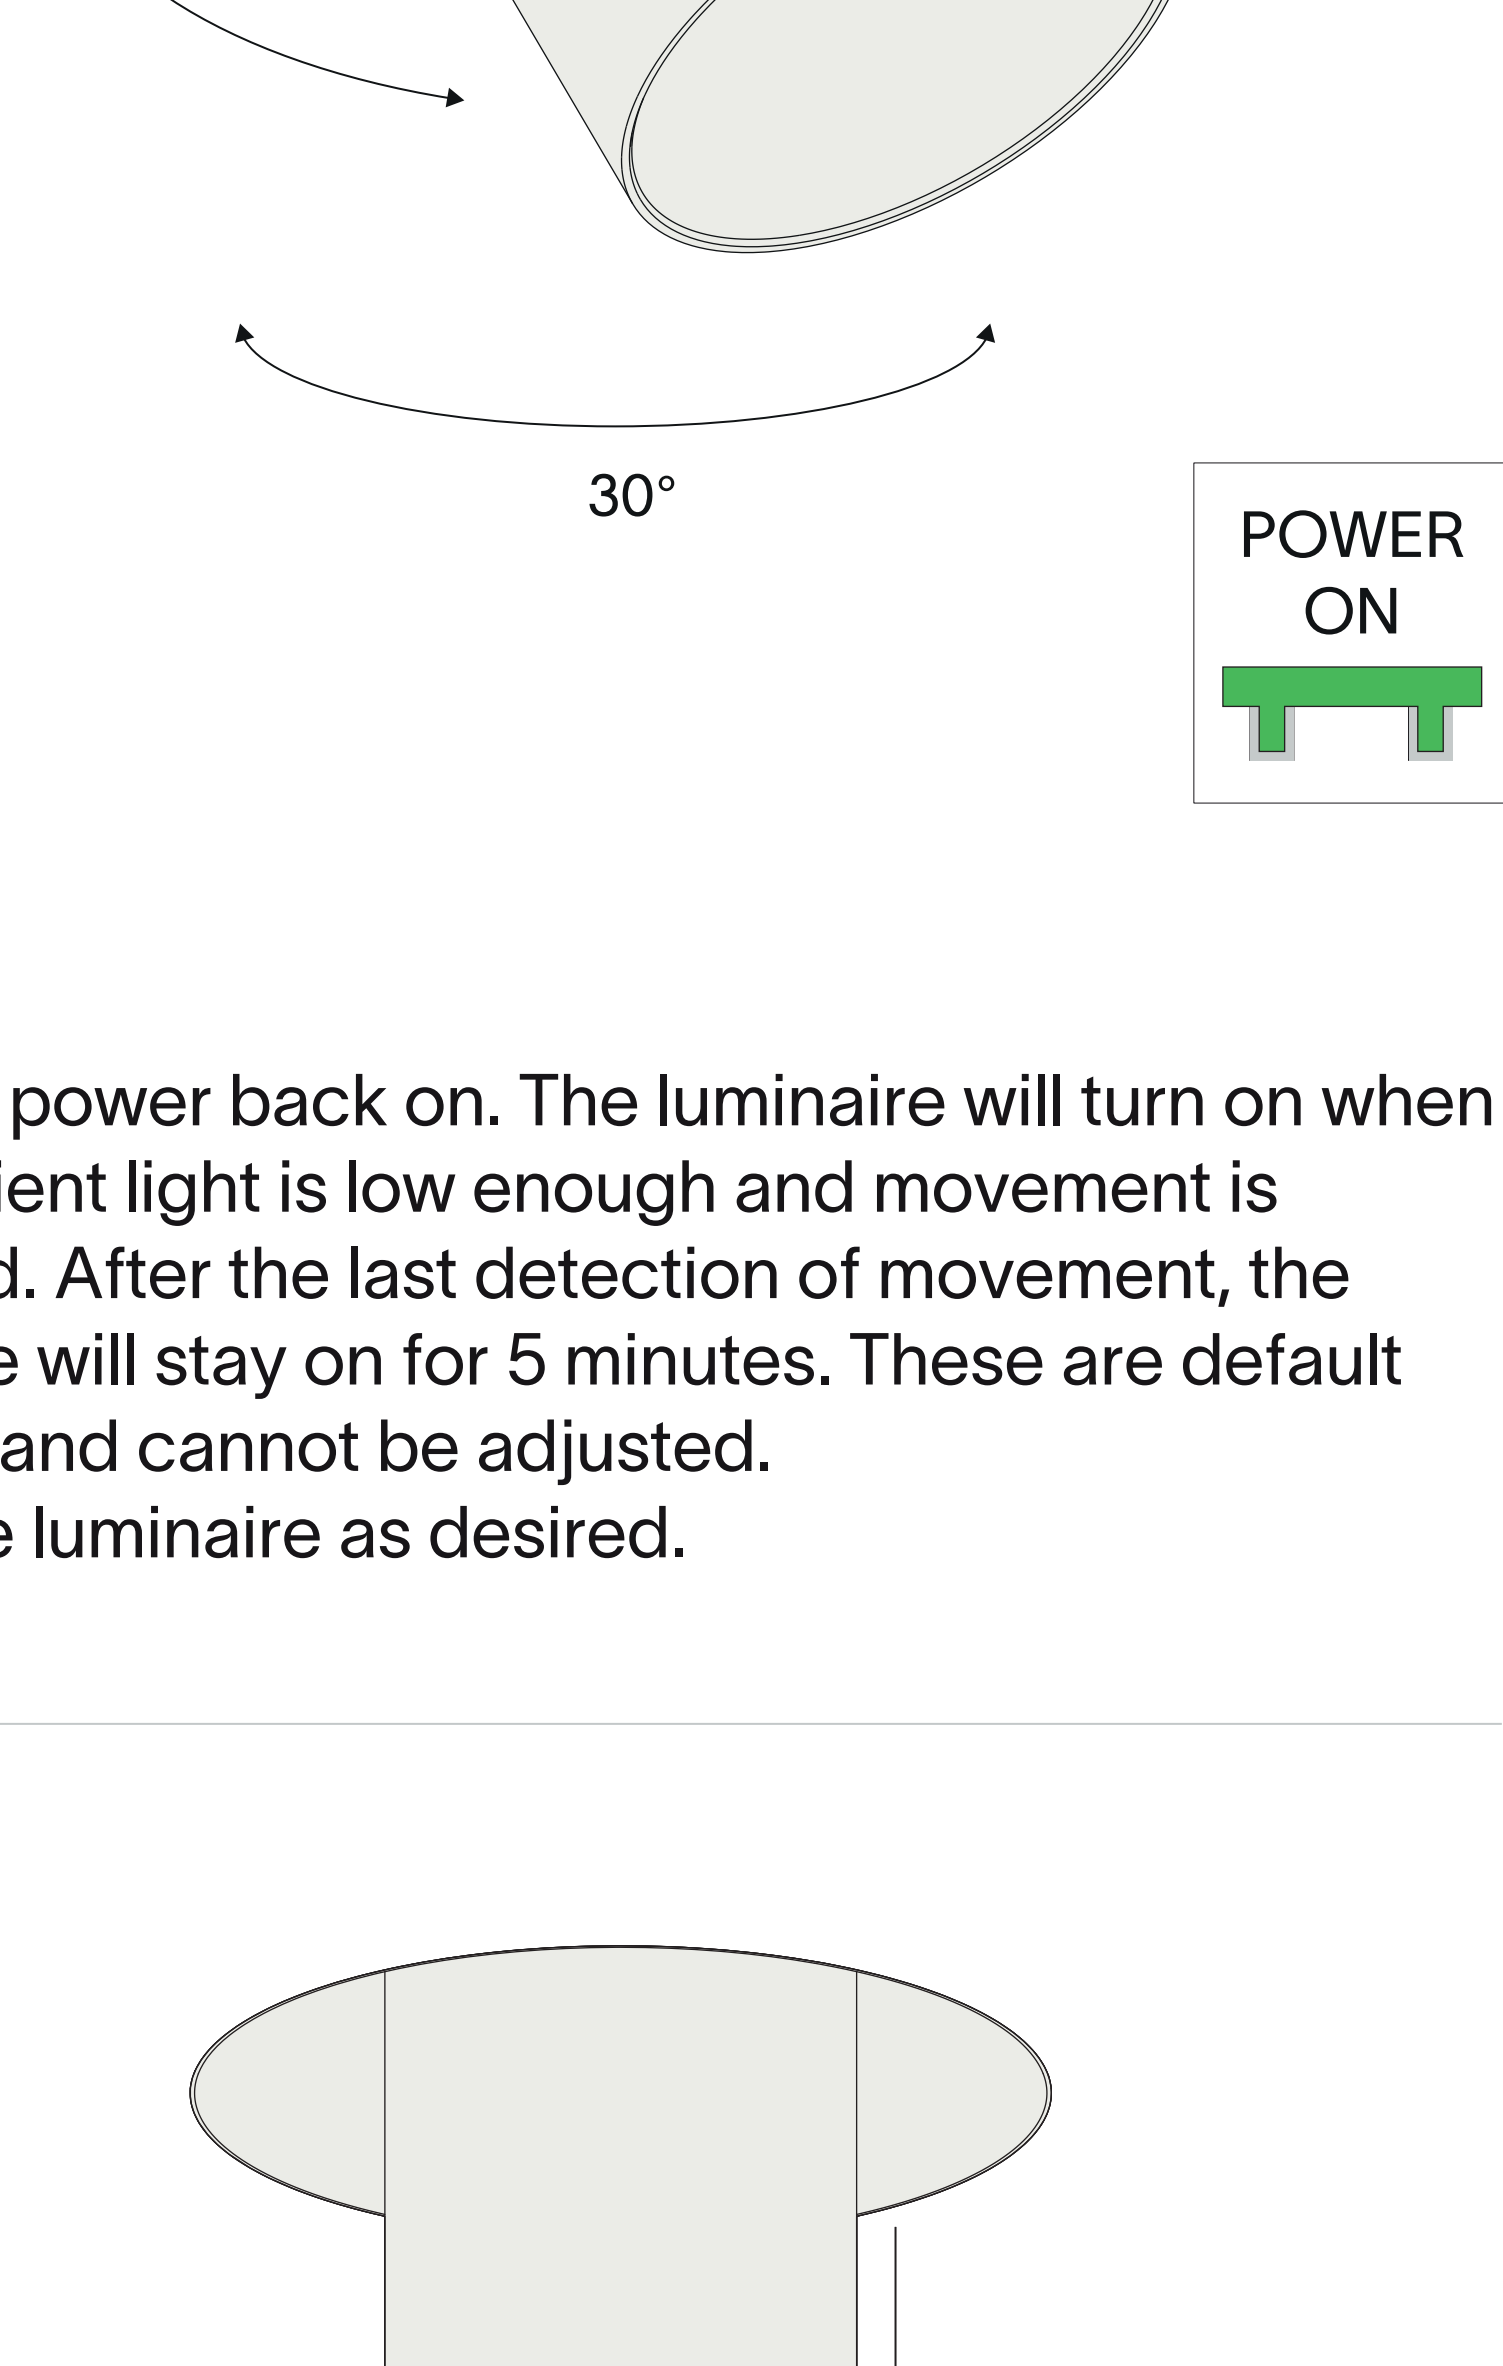 30°
POWER
ON
power back on. The luminaire will turn on when
ient light is low enough and movement is
d. After the last detection of movement, the
e will stay on for 5 minutes. These are default
and cannot be adjusted.
e luminaire as desired.